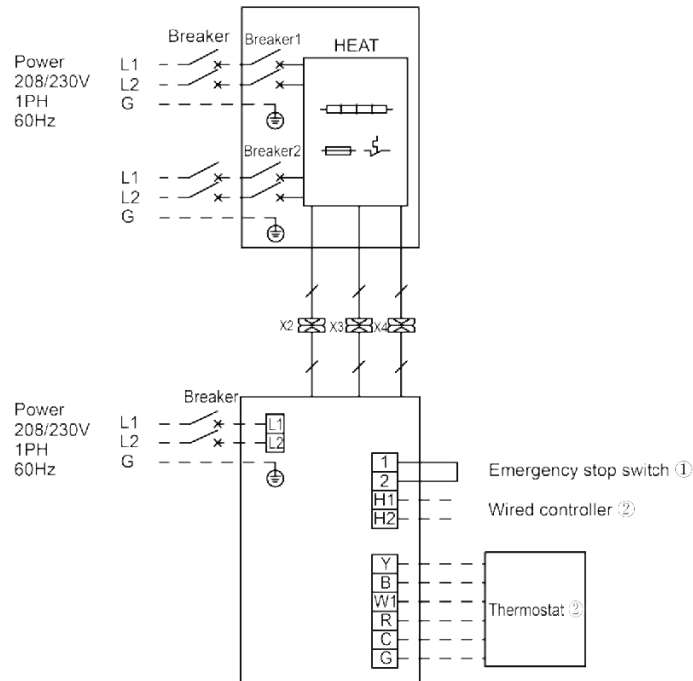 Breaker
Breaker1
HEAT
Power
208/230V
1PH
60Hz
L1
L2
G
Breaker2
L1
L2
G
X2
X3
X4
Breaker
Power
208/230V
1PH
60Hz
L1
L2
G
L1
L2
1
2
H1
H2
Emergency stop switch ①
Wired controller ②
Y
B
W1
R
C
G
Thermostat ②